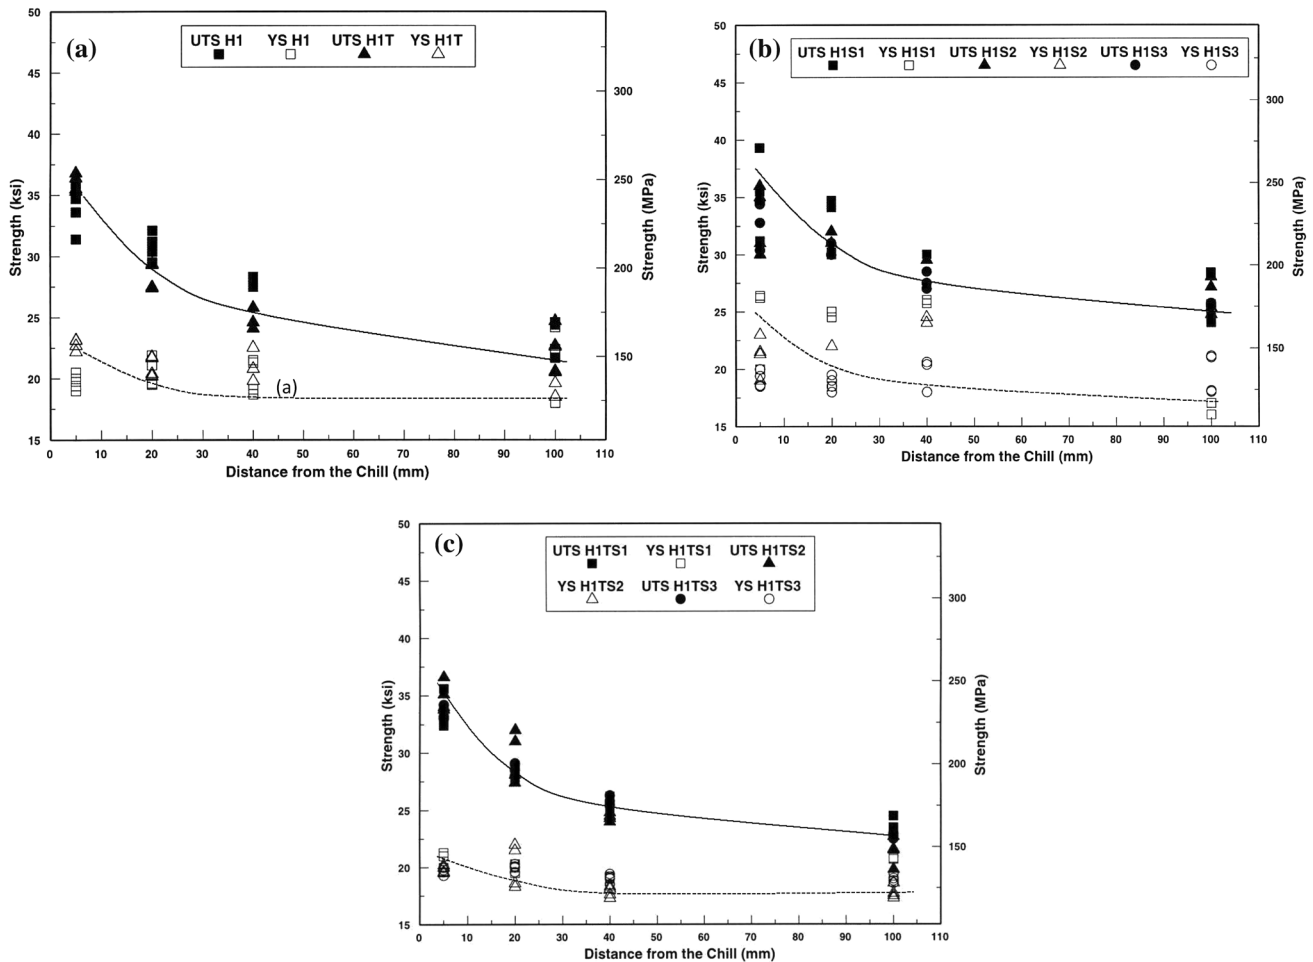 (a)
UTS H1 YS H1 UTS H1T YS H1T
50
45
40
35
30
25
20
15
300
250
200
150
Strength (ksi)
Strength (MPa)
(a)
0 10 20 30 40 50 60 70 80 90 100 110
Distance from the Chill (mm)
(b)
UTS H1S1 YS H1S1 UTS H1S2 YS H1S2 UTS H1S3 YS H1S3
50
45
40
35
30
25
20
15
300
250
200
150
Strength (ksi)
Strength (MPa)
0 10 20 30 40 50 60 70 80 90 100 110
Distance from the Chill (mm)
(c)
UTS H1TS1 YS H1TS1 UTS H1TS2
YS H1TS2 UTS H1TS3 YS H1TS3
50
45
40
35
30
25
20
15
300
250
200
150
Strength (ksi)
Strength (MPa)
0 10 20 30 40 50 60 70 80 90 100 110
Distance from the Chill (mm)